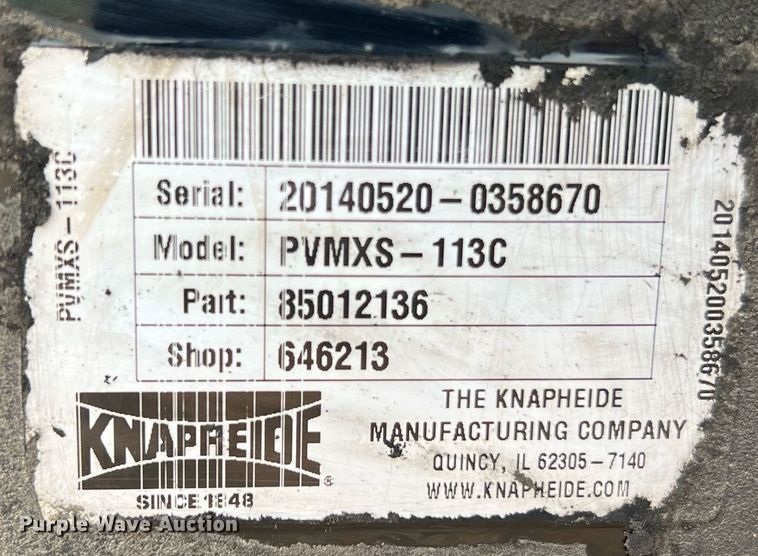 Serial: 20140520-0358670
Model: PVMXS-113C
Part: 85012136
Shop: 646213
PVMXS-113C
201405200358670
KNAPHEIDE®
SINCE 1848
THE KNAPHEIDE
MANUFACTURING COMPANY
QUINCY, IL 62305-7140
WWW.KNAPHEIDE.COM
Purple Wave Auction